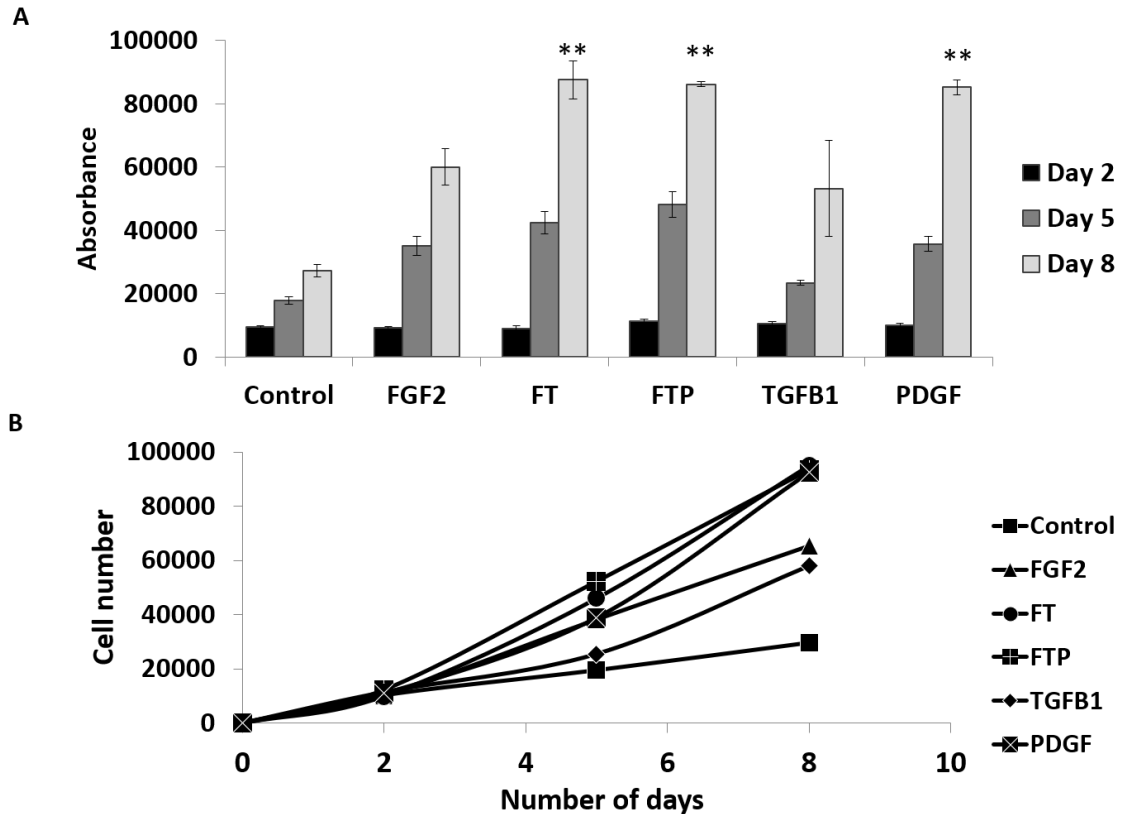 A
100000
80000
60000
40000
20000
0
Absorbance
** ** **
Control FGF2 FT FTP TGFB1 PDGF
Day 2
Day 5
Day 8
B
100000
80000
60000
40000
20000
0
Cell number
0 2 4 6 8 10
Number of days
Control
FGF2
FT
FTP
TGFB1
PDGF